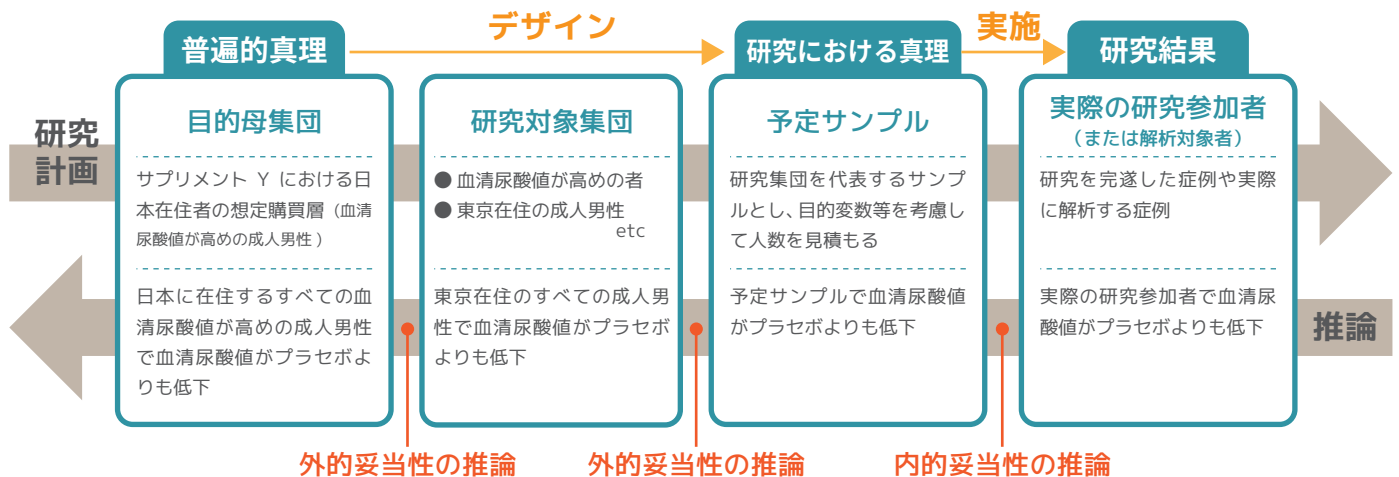 デザイン
実施
普遍的真理
研究における真理
研究結果
研究
計画
目的母集団
サプリメント Y における日
本在住者の想定購買層（血清
尿酸値が高めの成人男性）
日本に在住するすべての血
清尿酸値が高めの成人男性
で血清尿酸値がプラセボよ
りも低下
研究対象集団
● 血清尿酸値が高めの者
● 東京在住の成人男性
etc
東京在住のすべての成人男
性で血清尿酸値がプラセボ
よりも低下
予定サンプル
研究集団を代表するサンプ
ルとし、目的変数等を考慮し
て人数を見積もる
予定サンプルで血清尿酸値
がプラセボよりも低下
実際の研究参加者
（または解析対象者）
研究を完遂した症例や実際
に解析する症例
実際の研究参加者で血清尿
酸値がプラセボよりも低下
推論
外的妥当性の推論
外的妥当性の推論
内的妥当性の推論